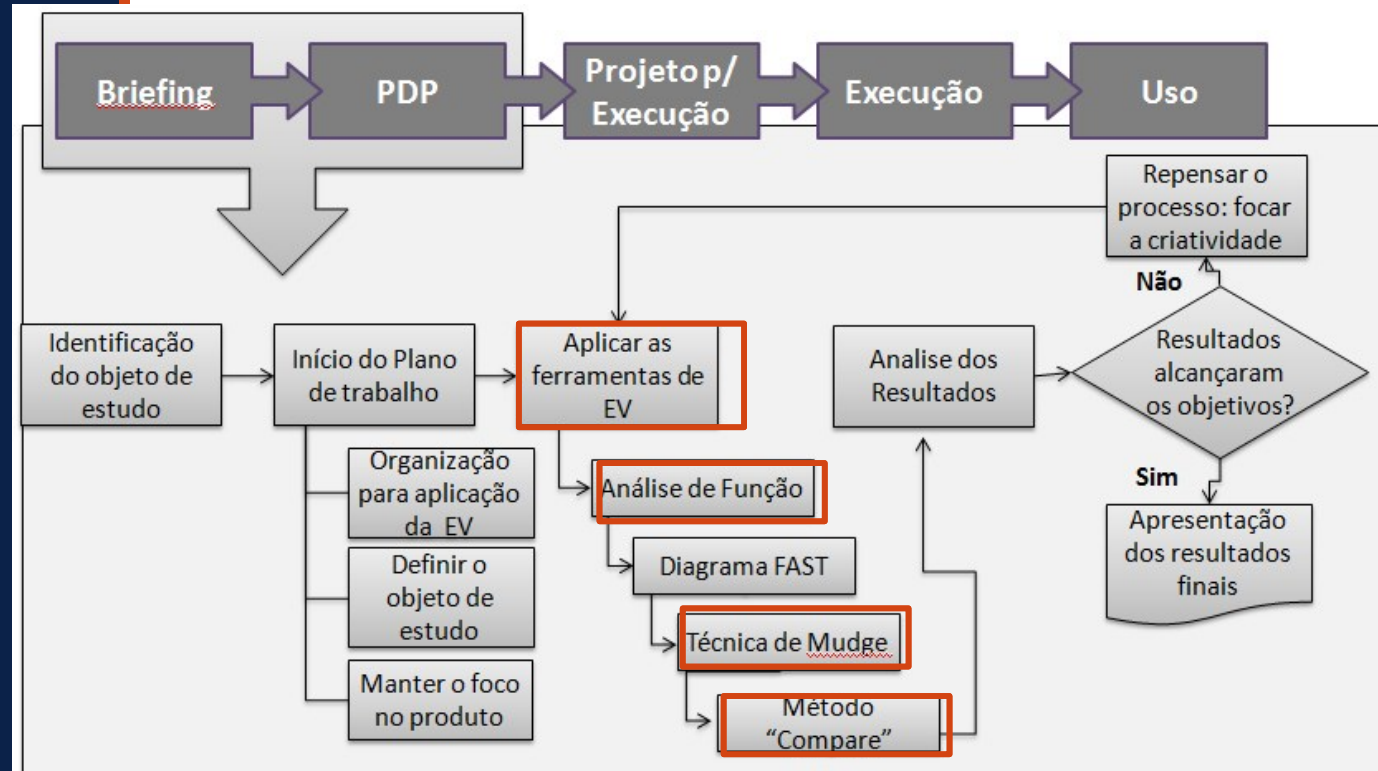 Briefing
PDP
Projeto p/
Execução
Execução
Uso
Repensar o
processo: focar
a criatividade
Não
Identificação
do objeto de
estudo
Início do Plano
de trabalho
Aplicar as
ferramentas de
EV
Analise dos
Resultados
Resultados
alcançaram
os objetivos?
Organização
para aplicação
da EV
Análise de Função
Sim
Definir o
objeto de
estudo
Diagrama FAST
Apresentação
dos resultados
finais
Técnica de Mudge
Manter o foco
no produto
Método
“Compare”